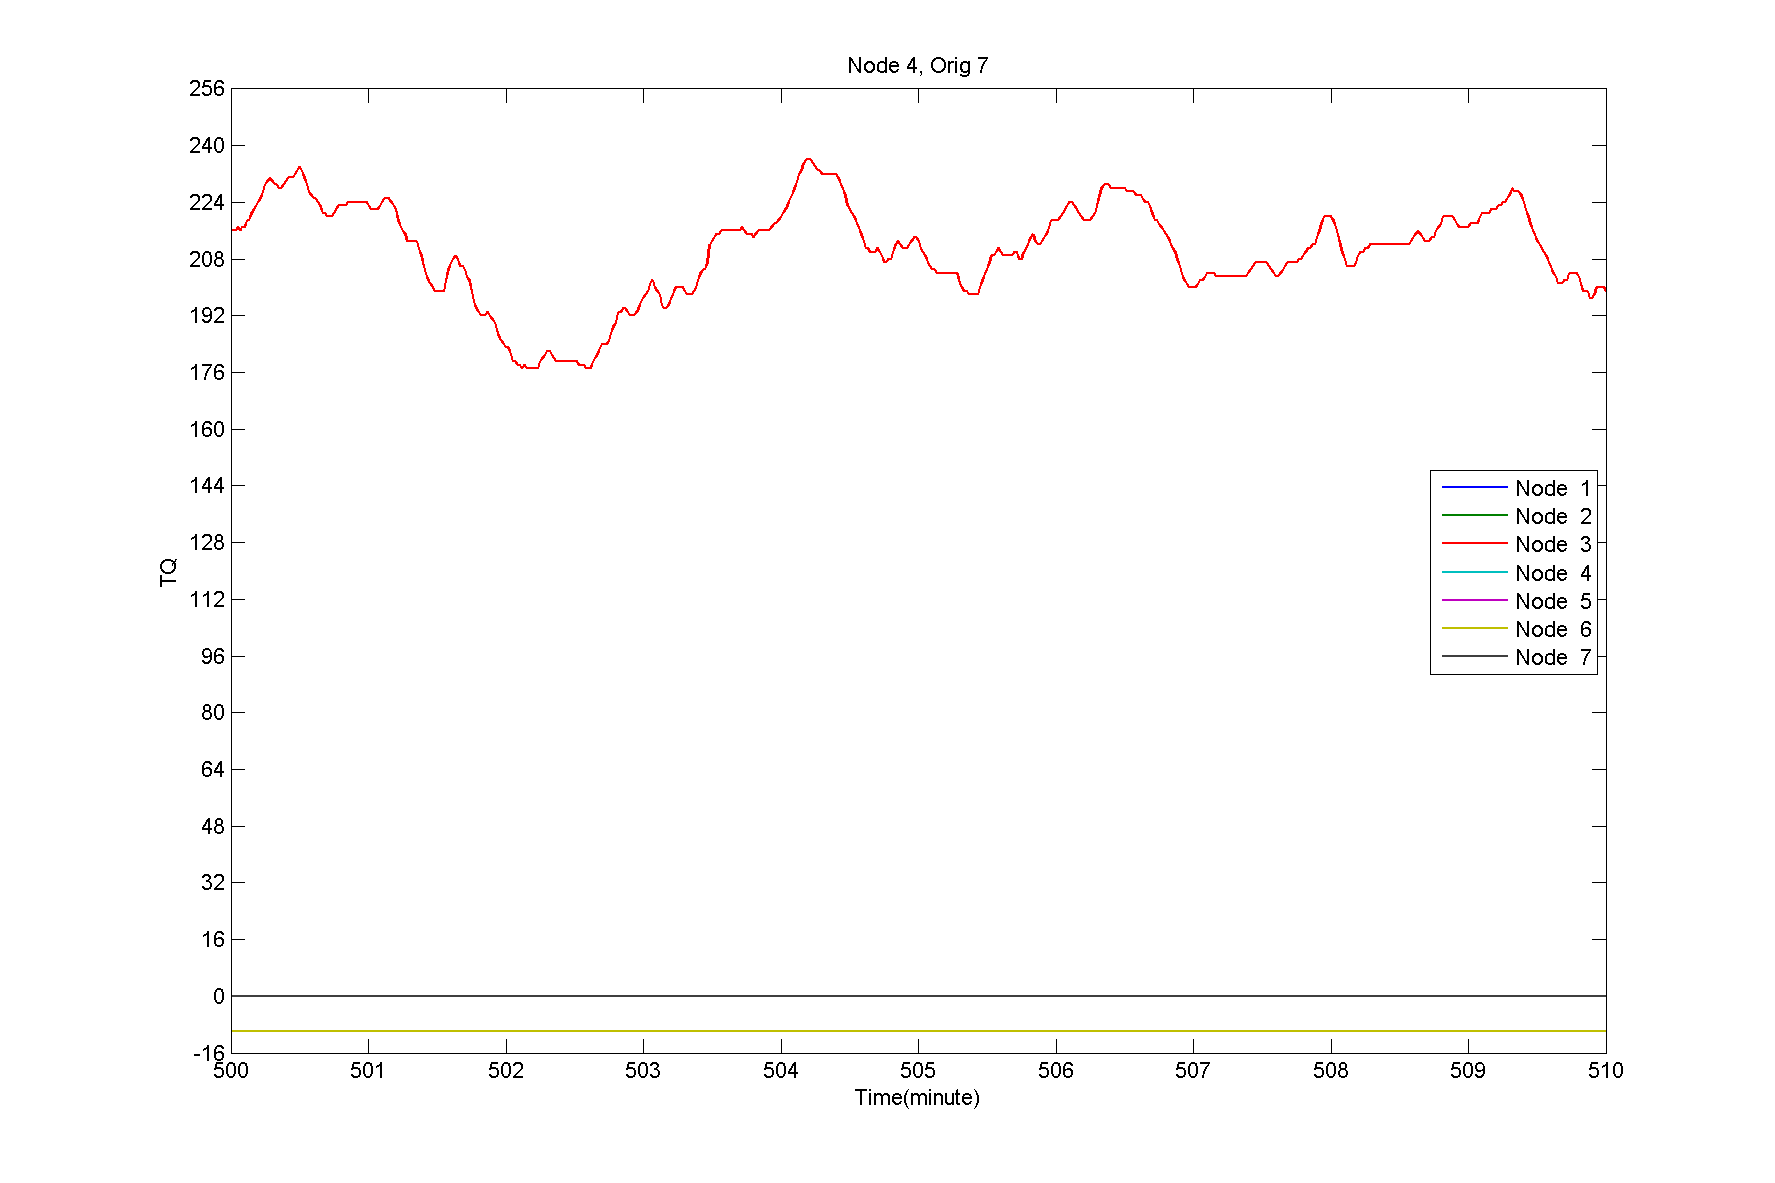 Node 4, Orig 7
256
240
224
208
192
176
160
144
128
112
96
80
64
48
32
16
0
-16
TQ
Node 1
Node 2
Node 3
Node 4
Node 5
Node 6
Node 7
500 501 502 503 504 505 506 507 508 509 510
Time(minute)